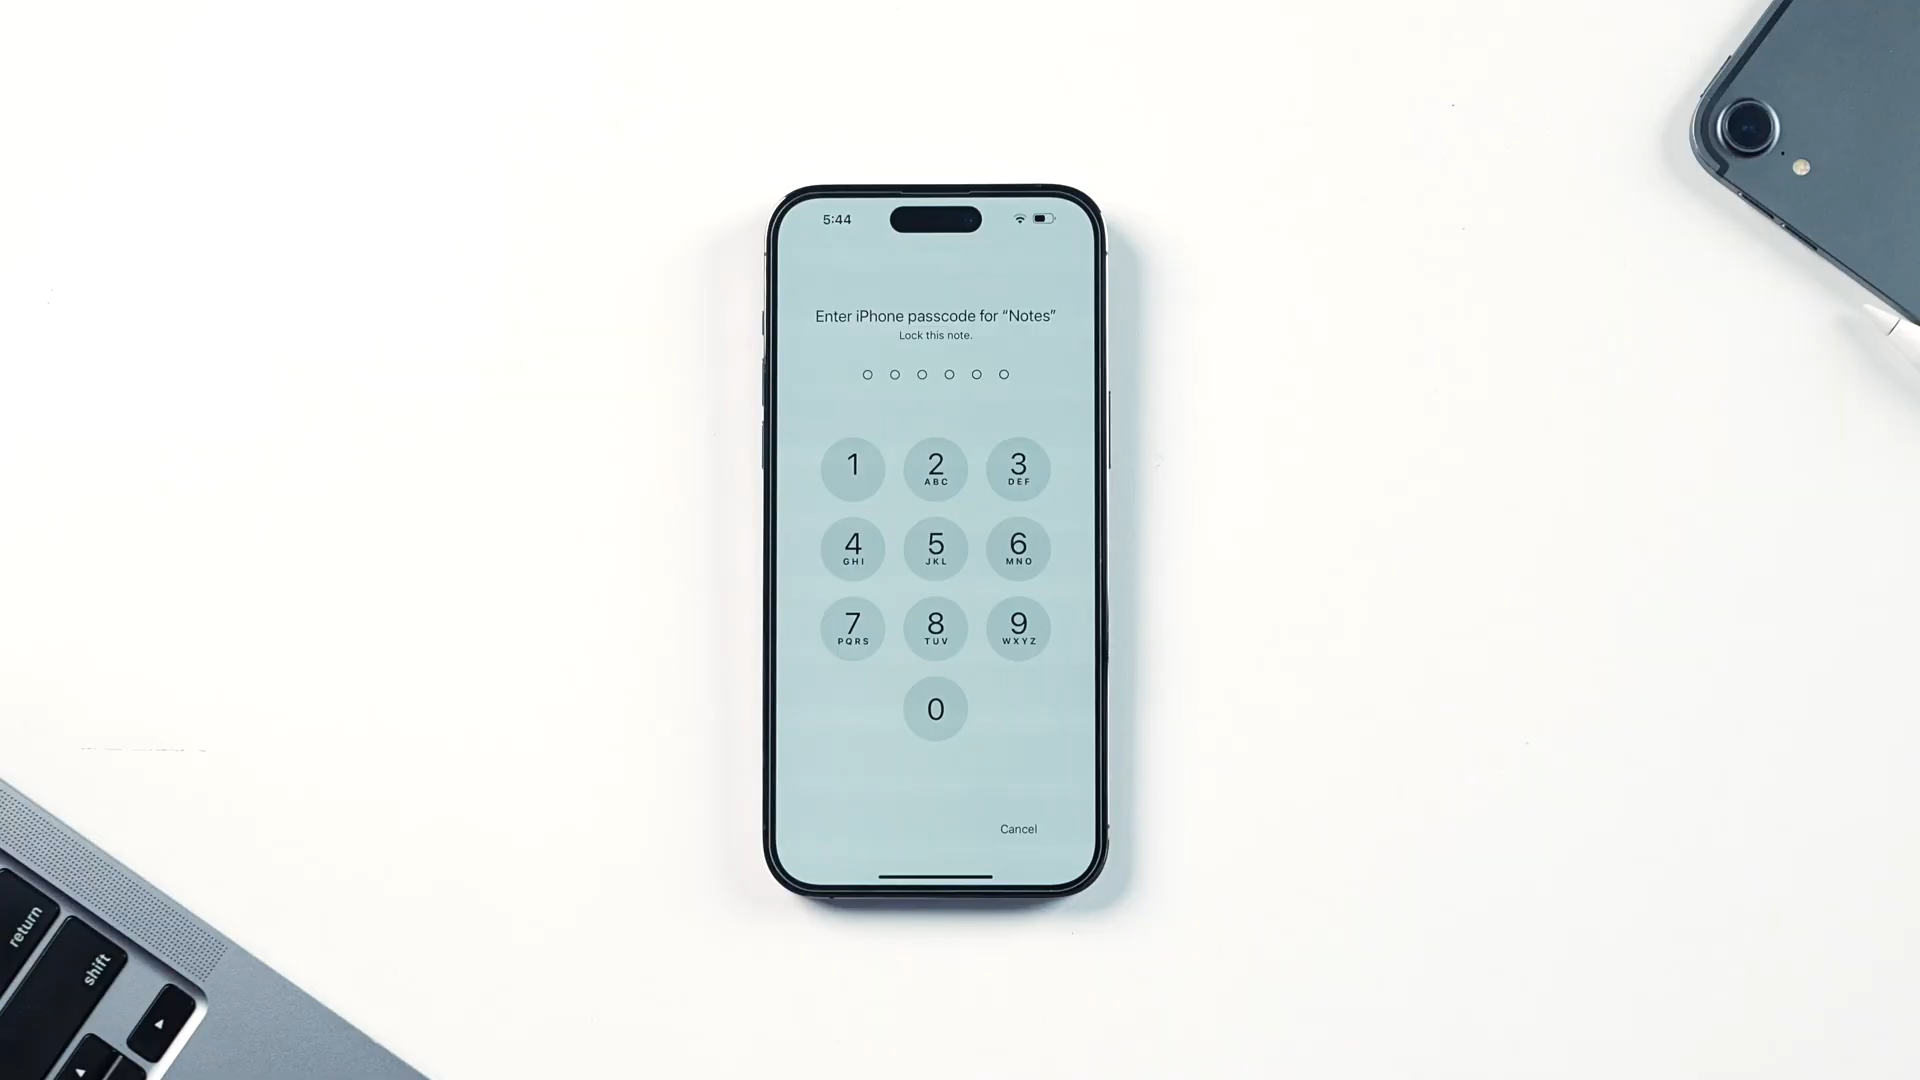 5:44
Enter iPhone passcode for “Notes”
Lock this note.
1
2
ABC
3
DEF
4
GHI
5
JKL
6
MNO
7
PQRS
8
TUV
9
WXYZ
0
Cancel
return
shift